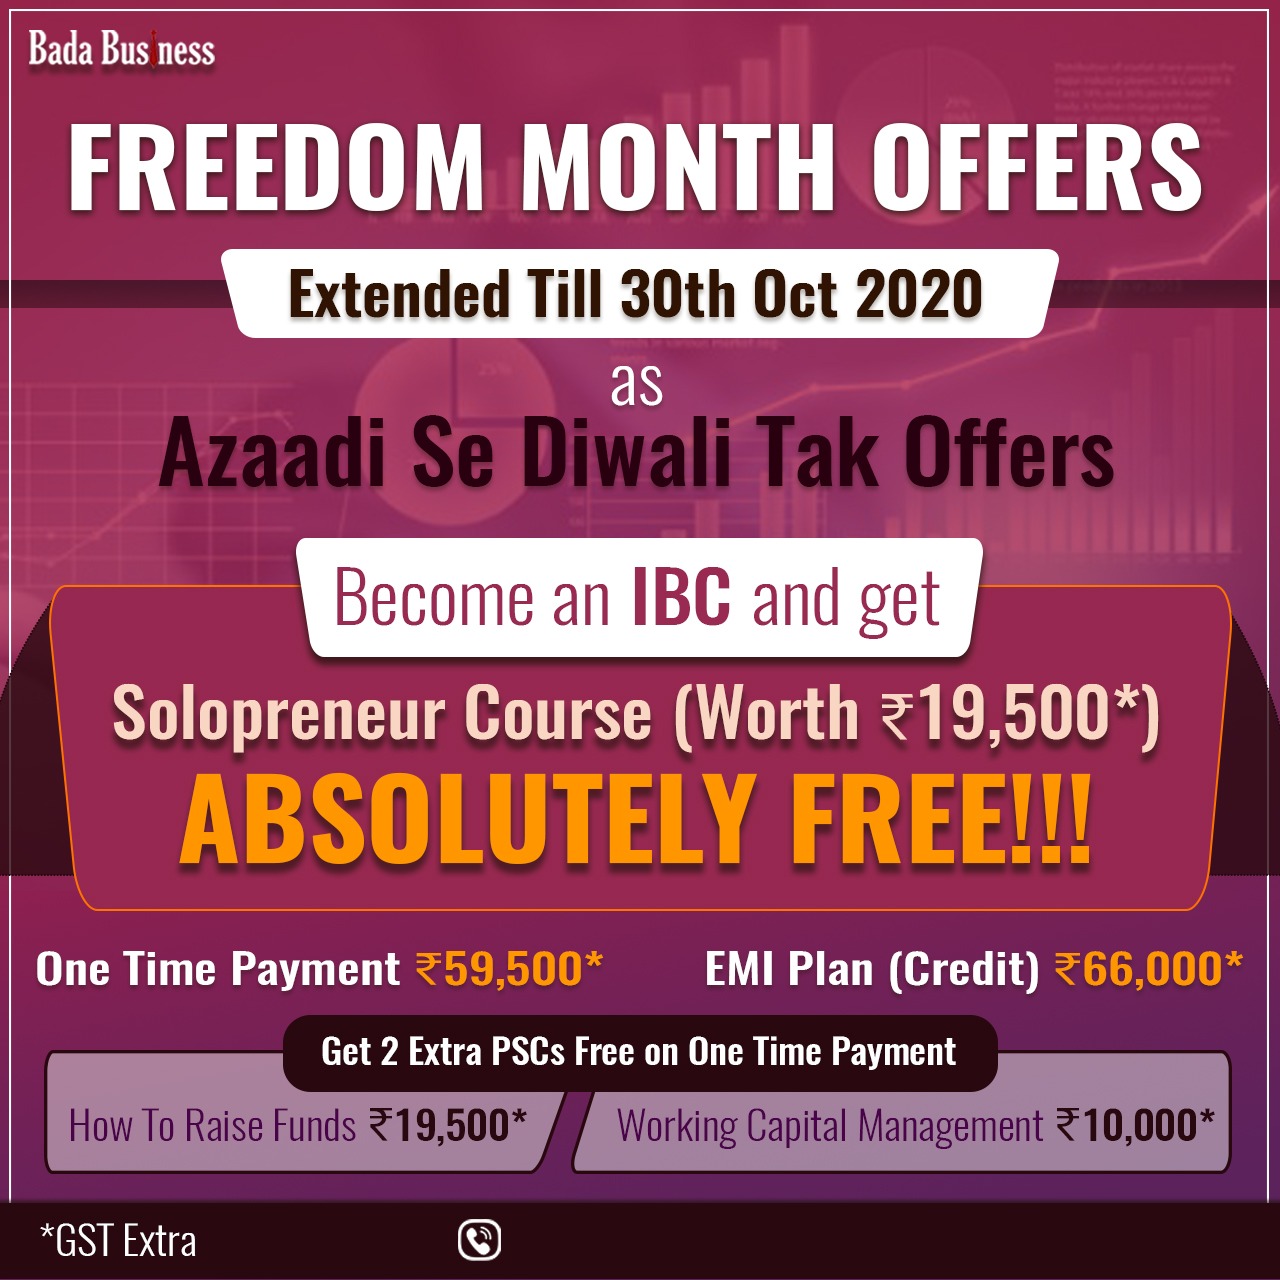 Bada Business
FREEDOM MONTH OFFERS
Extended Till 30th Oct 2020
as
Azaadi Se Diwali Tak Offers
Become an IBC and get
Solopreneur Course (Worth ₹19,500*)
ABSOLUTELY FREE!!!
One Time Payment ₹59,500*
EMI Plan (Credit) ₹66,000*
Get 2 Extra PSCs Free on One Time Payment
How To Raise Funds ₹19,500*
Working Capital Management ₹10,000*
*GST Extra